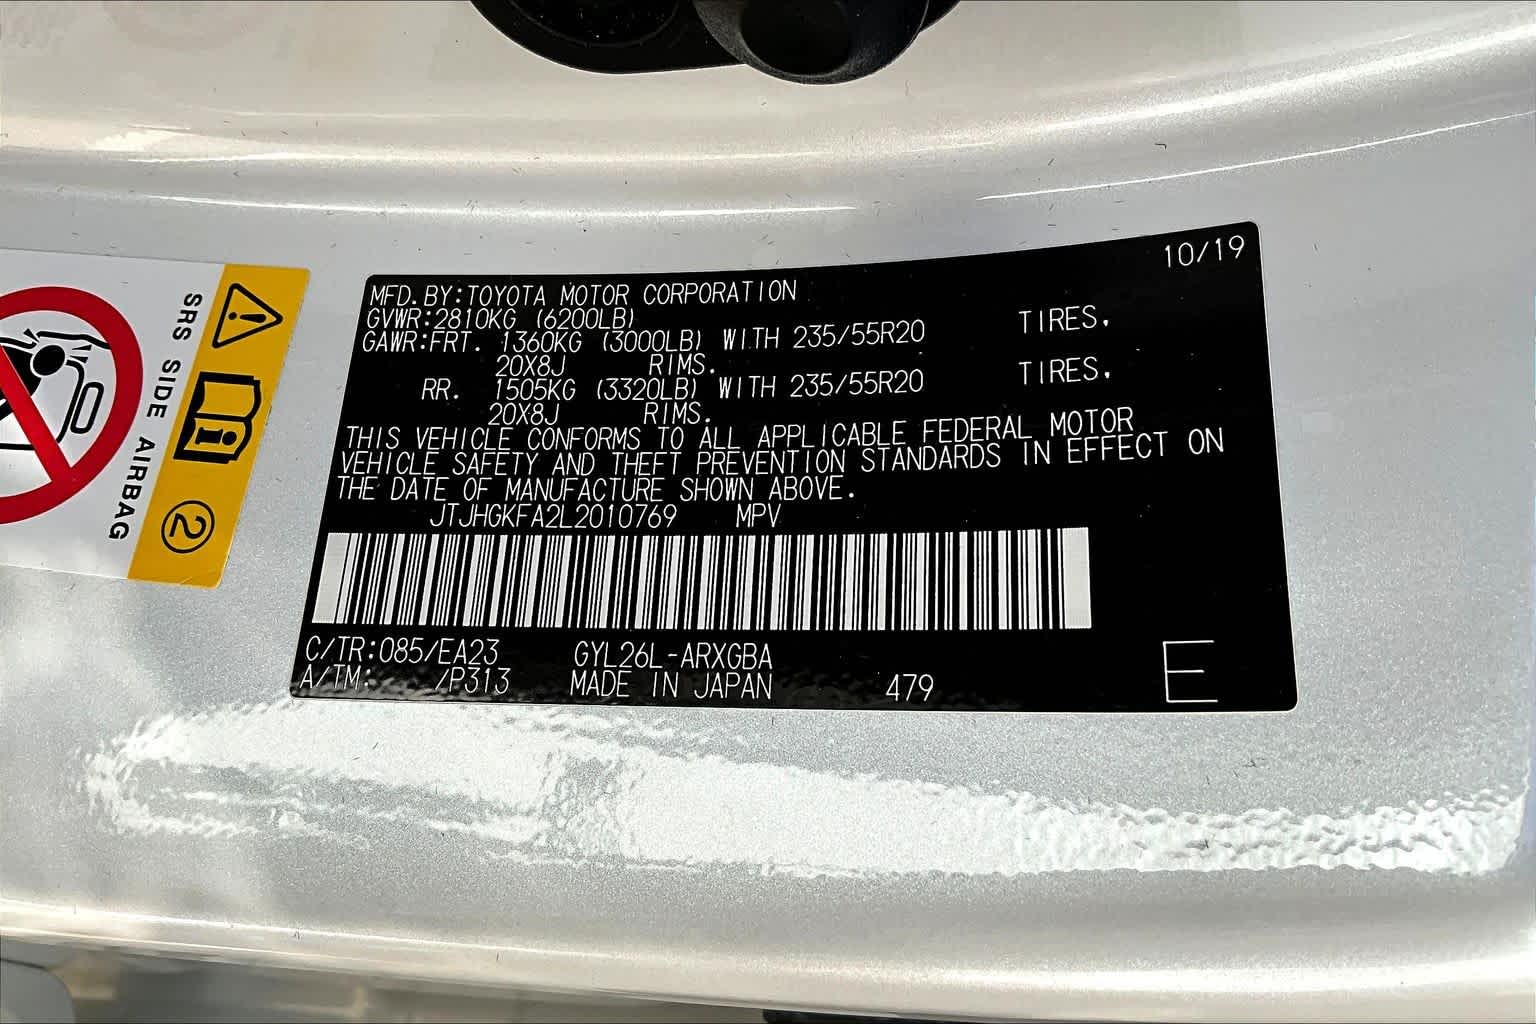 10/19
MFD. BY:TOYOTA MOTOR CORPORATION
GVWR:2810KG (6200LB)
GAWR:FRT. 1360KG (3000LB) WITH 235/55R20 TIRES,
20X8J RIMS.
RR. 1505KG (3320LB) WITH 235/55R20 TIRES,
20X8J RIMS.
THIS VEHICLE CONFORMS TO ALL APPLICABLE FEDERAL MOTOR
VEHICLE SAFETY AND THEFT PREVENTION STANDARDS IN EFFECT ON
THE DATE OF MANUFACTURE SHOWN ABOVE.
JTJHGKFA2L2010769 MPV
C/TR:085/EA23 GYL26L-ARXGBA
A/TM: /P313 MADE IN JAPAN 479 E
SRS SIDE AIRBAG
2